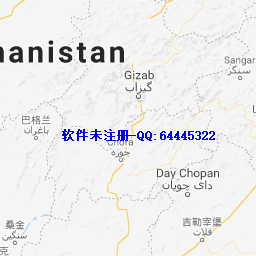 hanistan
Sangar
سنگر
Gizab
گیزاب
巴格兰
باغران
软件未注册-QQ:64445322
Chora
چوره
Day Chopan
دای چوپان
桑金
سنگین
吉勒宰堡
قلات
克
L